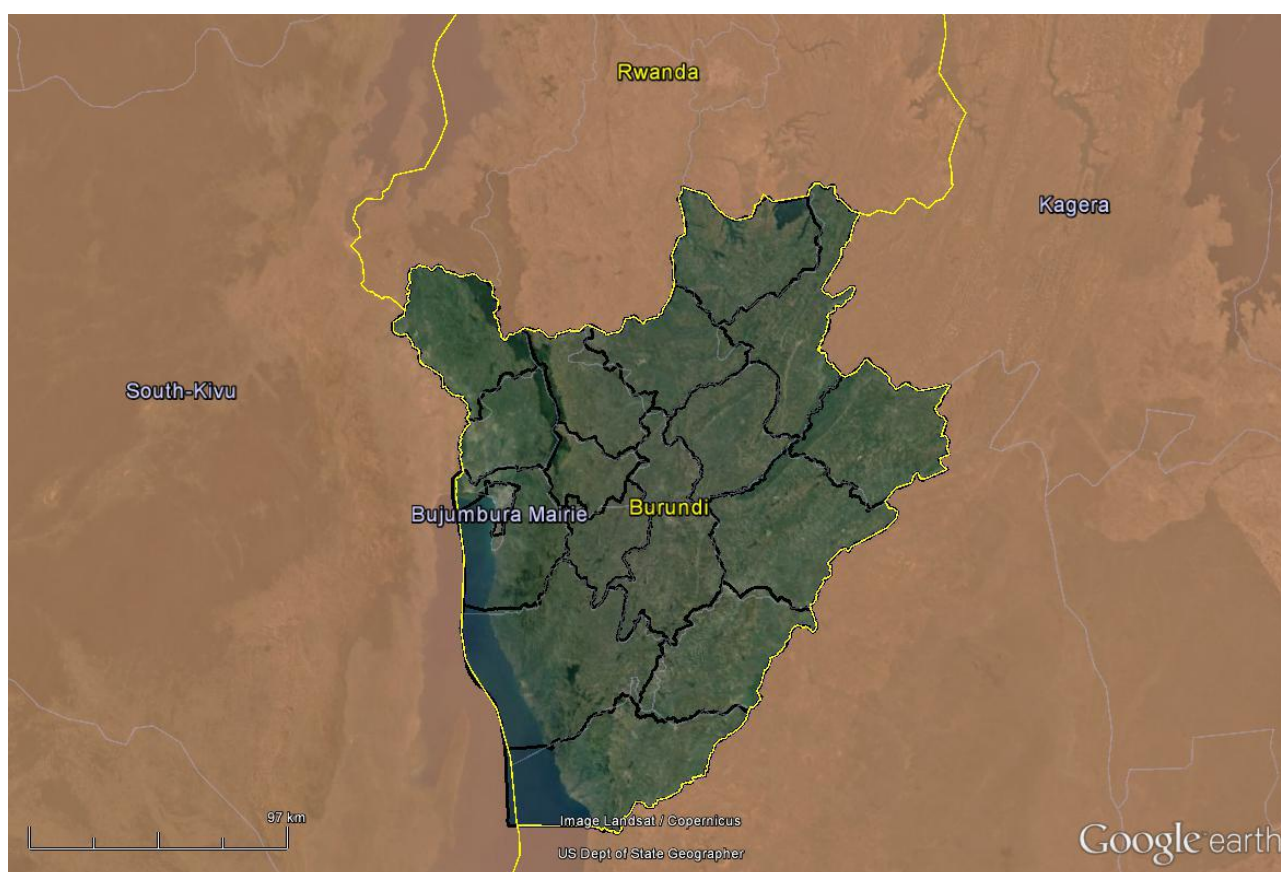 Rwanda
Kagera
South-Kivu
Burundi
Bujumbura Mairie
97 km
Image Landsat / Copernicus
US Dept of State Geographer
Google earth